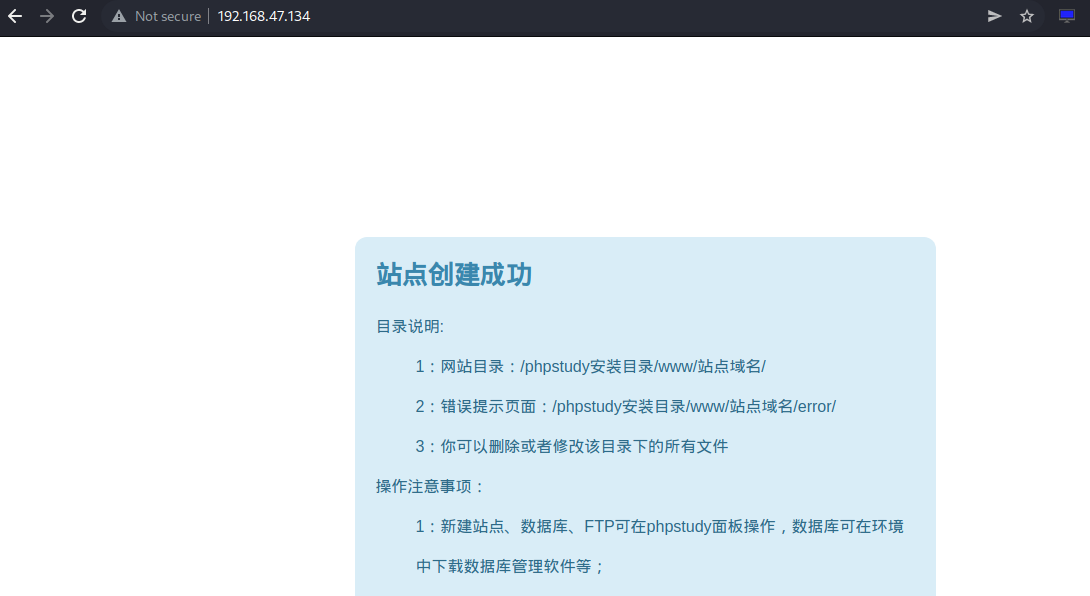 Not secure 192.168.47.134
站点创建成功
目录说明:
1：网站目录：/phpstudy安装目录/www/站点域名/
2：错误提示页面：/phpstudy安装目录/www/站点域名/error/
3：你可以删除或者修改该目录下的所有文件
操作注意事项：
1：新建站点、数据库、FTP可在phpstudy面板操作，数据库可在环境
中下载数据库管理软件等；